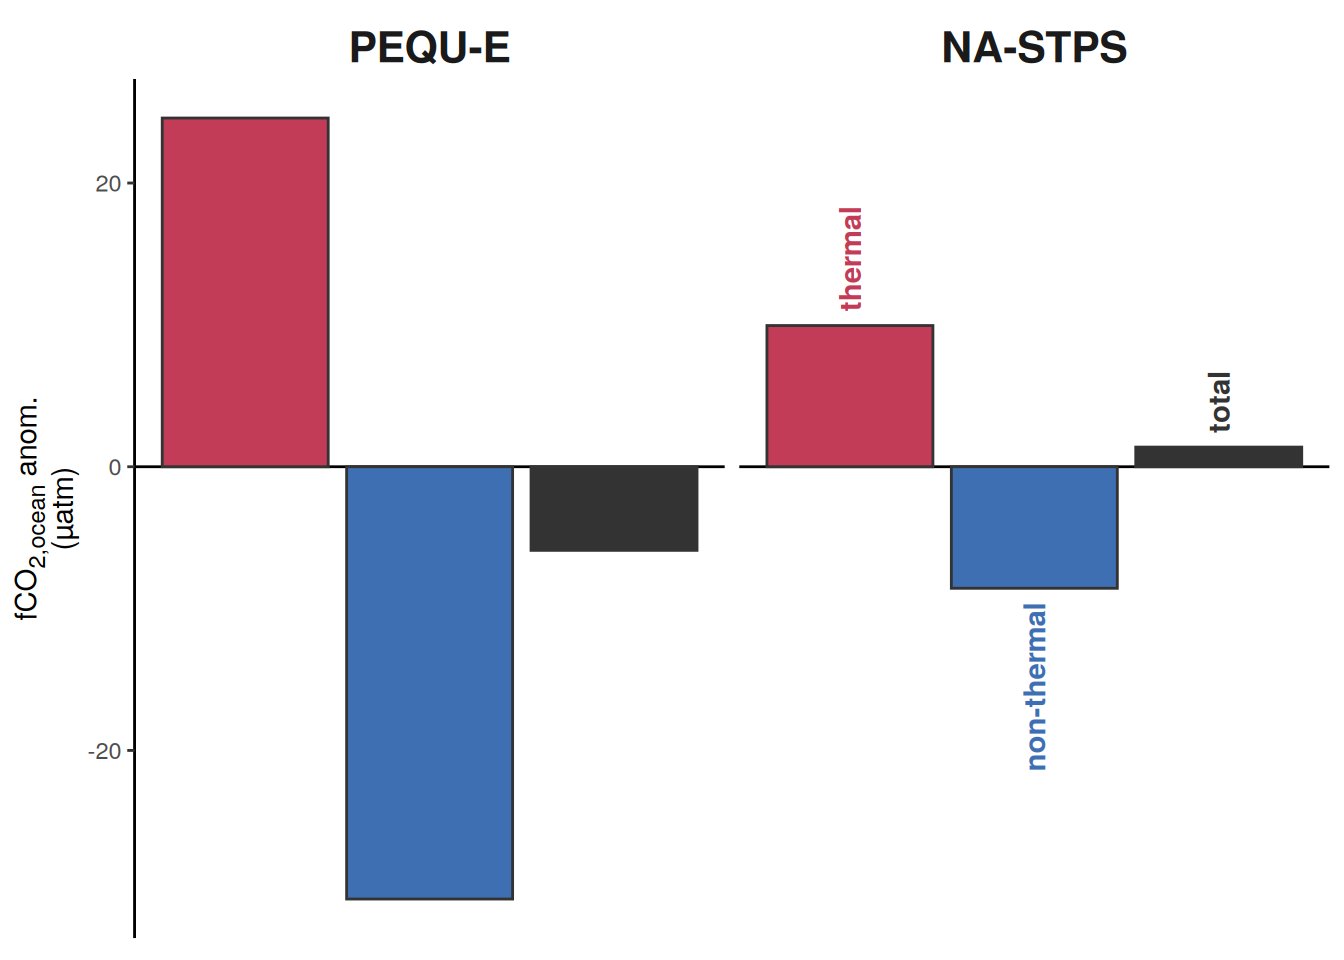 PEQU-E
NA-STPS
20
0
-20
fCO2,ocean anom.
(µatm)
thermal
non-thermal
total